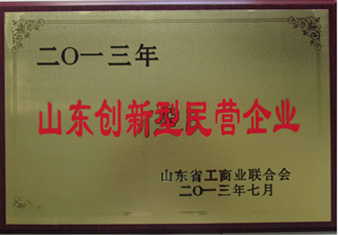 二〇一三年
山东创新型民营企业
山东省工商业联合会
二〇一三年七月